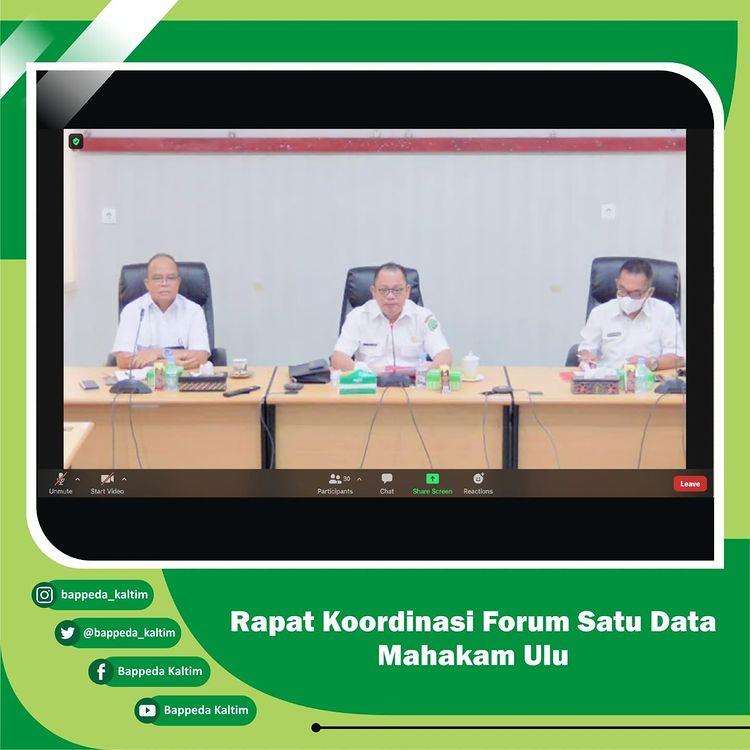 Unmute
Start Video
30
Participants
Chat
Share Screen
Reactions
Leave
bappeda_kaltim
@bappeda_kaltim
Bappeda Kaltim
Bappeda Kaltim
Rapat Koordinasi Forum Satu Data
Mahakam Ulu